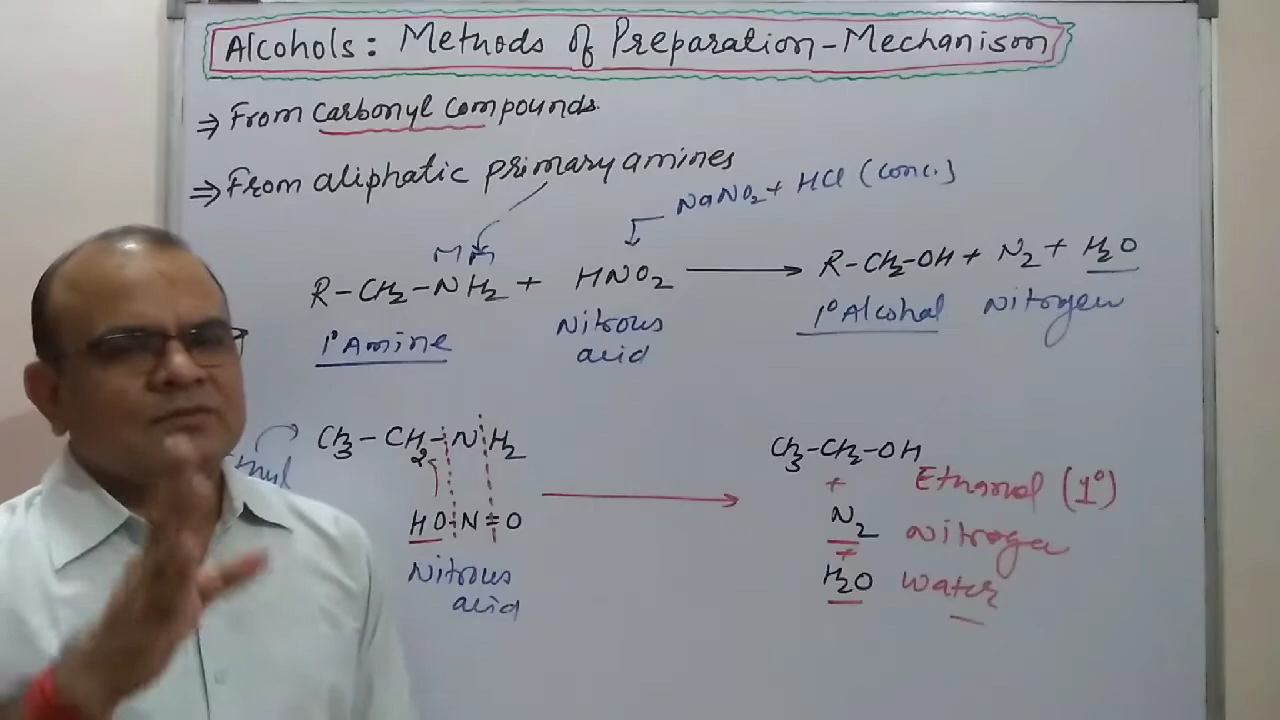 Alcohols: Methods of Preparation-Mechanism
⇒ From Carbonyl Compounds
⇒ From aliphatic primary amines
NaNO2 + HCl (conc.)
R-CH2-NH2 + HNO2 → R-CH2-OH + N2 + H2O
1° Amine Nitrous acid 1° Alcohol Nitrogen
CH3-CH2-NH2
HO-N=O
Nitrous
acid
CH3-CH2-OH
+ Ethanol (1°)
N2 Nitroge
+
H2O water